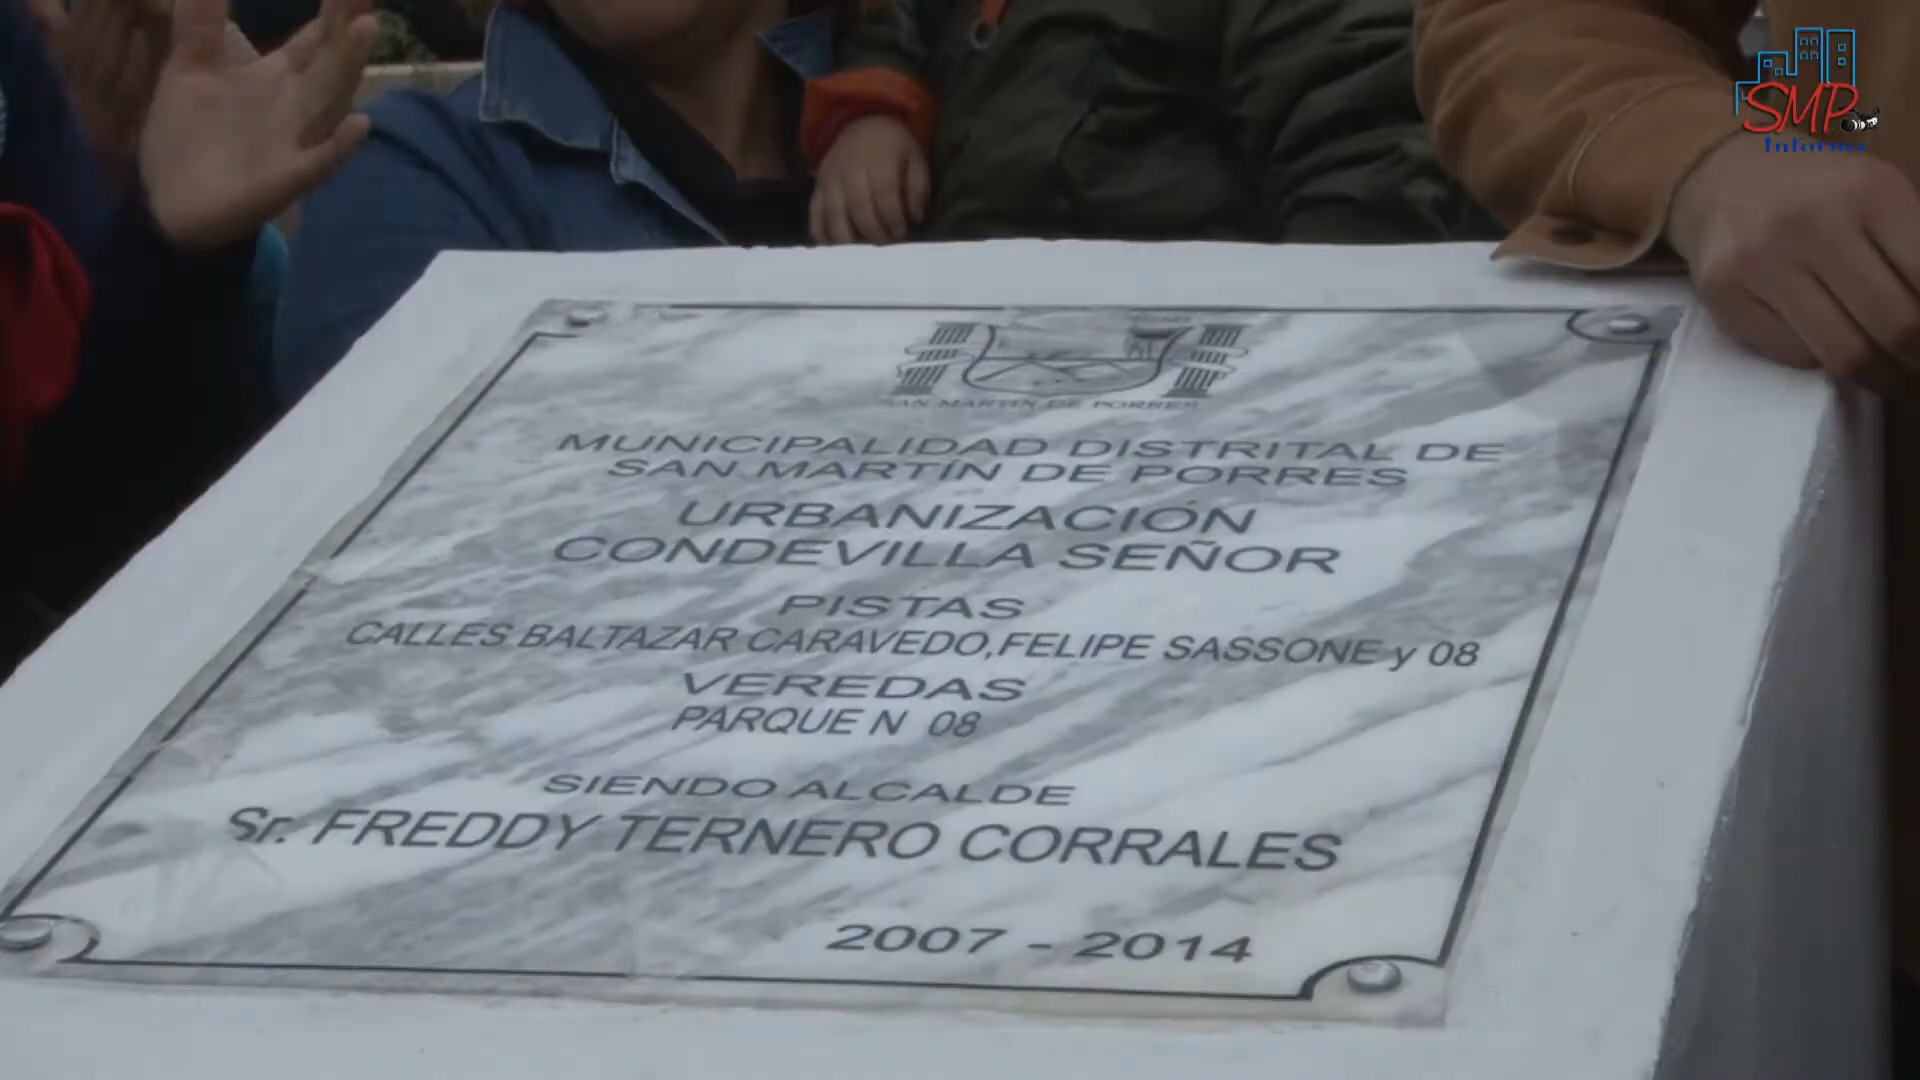 SMP
Informa
SAN MARTIN DE PORRES
MUNICIPALIDAD DISTRITAL DE
SAN MARTÍN DE PORRES
URBANIZACIÓN
CONDEVILLA SEÑOR
PISTAS
CALLES BALTAZAR CARAVEDO,FELIPE SASSONE y 08
VEREDAS
PARQUE N 08
SIENDO ALCALDE
Sr. FREDDY TERNERO CORRALES
2007 - 2014